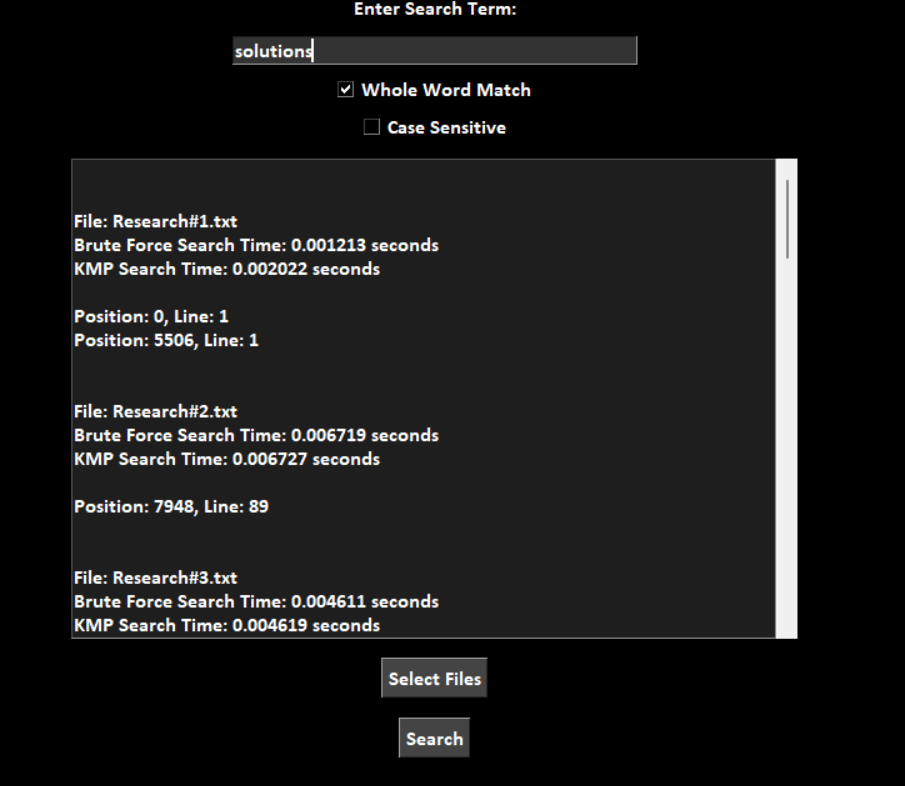 Enter Search Term:
solutions
Whole Word Match
Case Sensitive
File: Research#1.txt
Brute Force Search Time: 0.001213 seconds
KMP Search Time: 0.002022 seconds
Position: 0, Line: 1
Position: 5506, Line: 1
File: Research#2.txt
Brute Force Search Time: 0.006719 seconds
KMP Search Time: 0.006727 seconds
Position: 7948, Line: 89
File: Research#3.txt
Brute Force Search Time: 0.004611 seconds
KMP Search Time: 0.004619 seconds
Select Files
Search